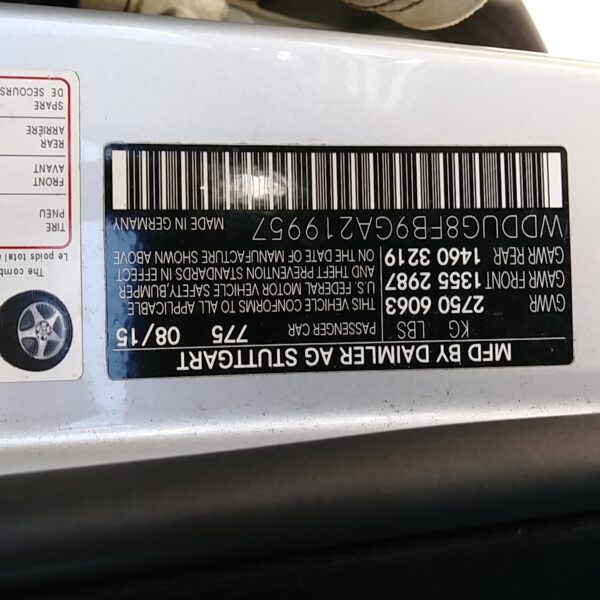 MFD BY DAIMLER AG STUTTGART
KG LBS PASSENGER CAR 775 08/15
GVWR 2750 6063
GAWR FRONT 1355 2987
GAWR REAR 1460 3219
THIS VEHICLE CONFORMS TO ALL APPLICABLE
U.S. FEDERAL MOTOR VEHICLE SAFETY,BUMPER
AND THEFT PREVENTION STANDARDS IN EFFECT
ON THE DATE OF MANUFACTURE SHOWN ABOVE
WDDUG8FB9GA219957 MADE IN GERMANY
The comb
Le poids total
TIRE
PNEU
FRONT
AVANT
REAR
ARRIÈRE
SPARE
DE SECOURS